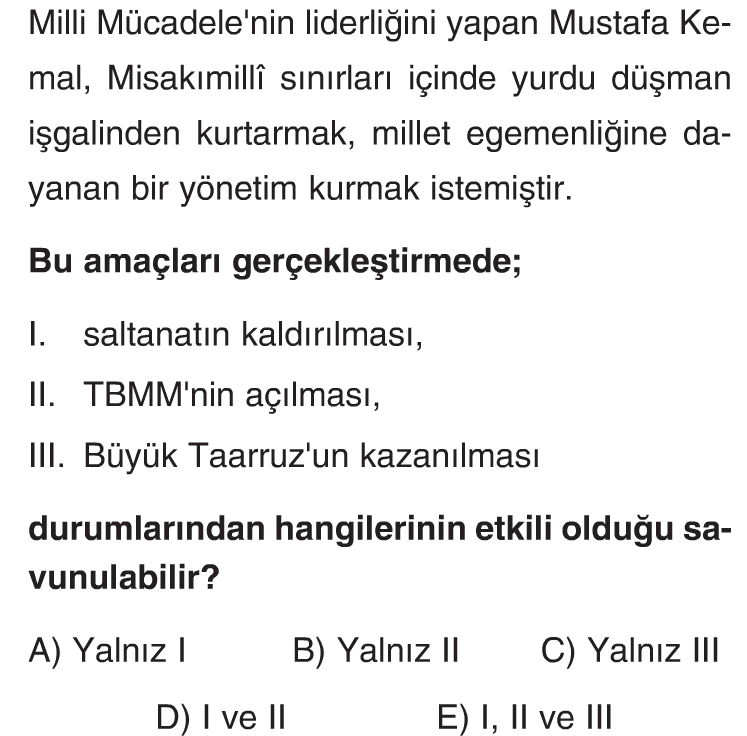 Milli Mücadele'nin liderliğini yapan Mustafa Ke-
mal, Misakımillî sınırları içinde yurdu düşman
işgalinden kurtarmak, millet egemenliğine da-
yanan bir yönetim kurmak istemiştir.
Bu amaçları gerçekleştirmede;
I. saltanatın kaldırılması,
II. TBMM'nin açılması,
III. Büyük Taarruz'un kazanılması
durumlarından hangilerinin etkili olduğu sa-
vunulabilir?
A) Yalnız I B) Yalnız II C) Yalnız III
D) I ve II E) I, II ve III